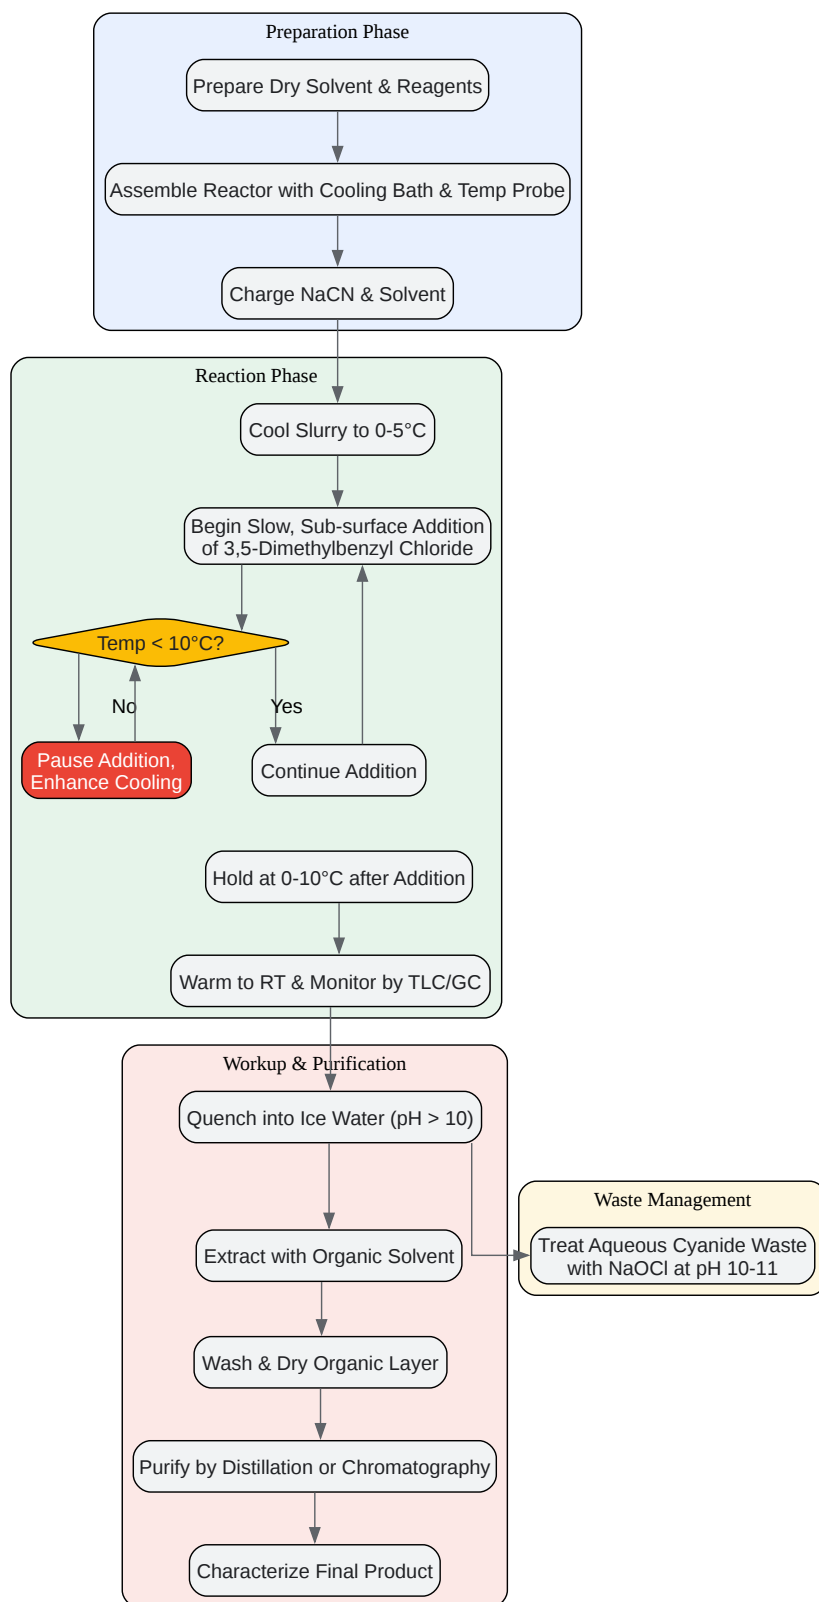 Preparation Phase
Prepare Dry Solvent & Reagents
Assemble Reactor with Cooling Bath & Temp Probe
Charge NaCN & Solvent
Reaction Phase
Cool Slurry to 0-5°C
Begin Slow, Sub-surface Addition
of 3,5-Dimethylbenzyl Chloride
Temp < 10°C?
No
Yes
Pause Addition,
Enhance Cooling
Continue Addition
Hold at 0-10°C after Addition
Warm to RT & Monitor by TLC/GC
Workup & Purification
Quench into Ice Water (pH > 10)
Waste Management
Treat Aqueous Cyanide Waste
with NaOCl at pH 10-11
Extract with Organic Solvent
Wash & Dry Organic Layer
Purify by Distillation or Chromatography
Characterize Final Product